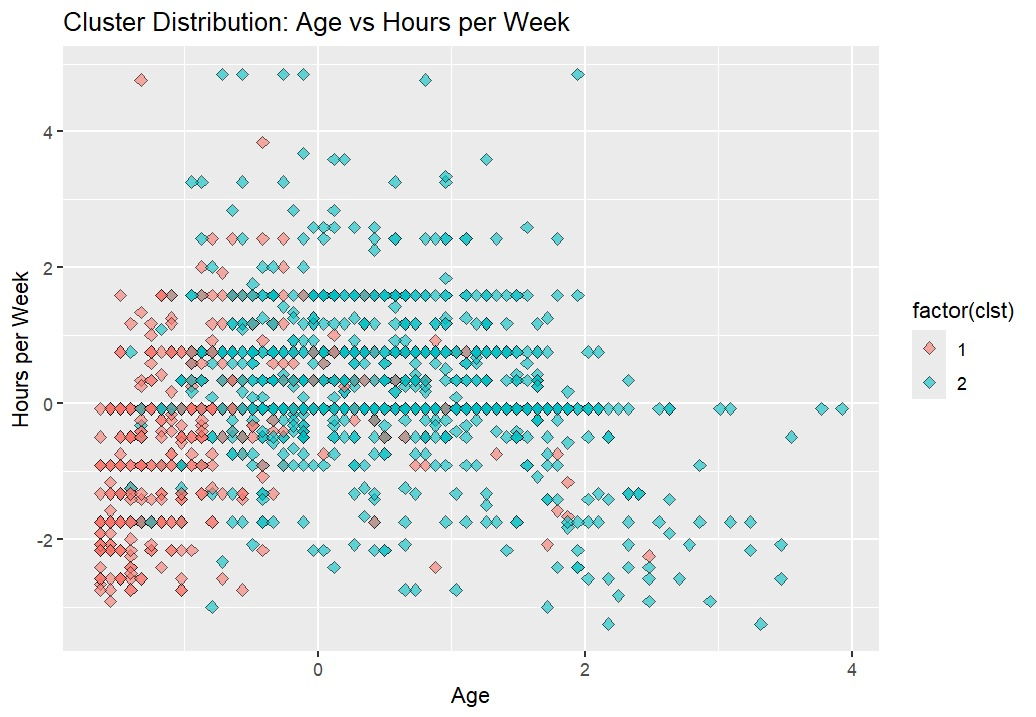 Cluster Distribution: Age vs Hours per Week
4
2
0
-2
Hours per Week
0
2
4
Age
factor(clst)
1
2